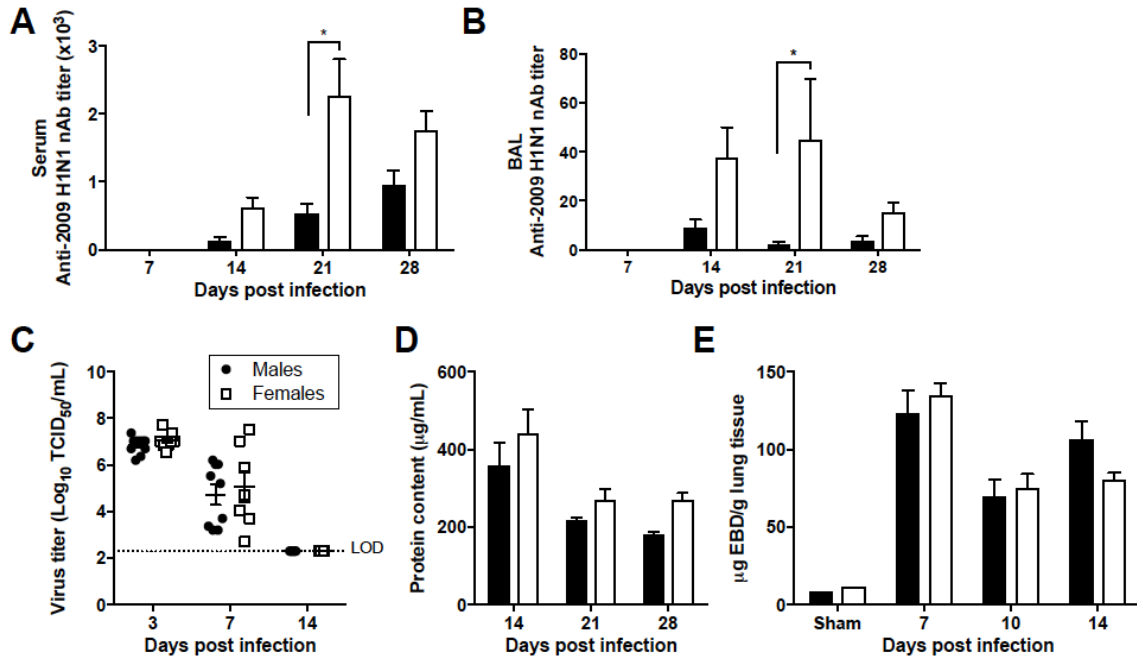 A
Serum
Anti-2009 H1N1 nAb titer (x10³)
3
2
1
0
*
7 14 21 28
Days post infection
B
BAL
Anti-2009 H1N1 nAb titer
80
60
40
20
0
*
7 14 21 28
Days post infection
C
Virus titer (Log₁₀ TCID₅₀/mL)
10
8
6
4
2
0
Males
Females
LOD
3 7 14
Days post infection
D
Protein content (µg/mL)
600
400
200
0
14 21 28
Days post infection
E
µg EBD/g lung tissue
150
100
50
0
Sham 7 10 14
Days post infection